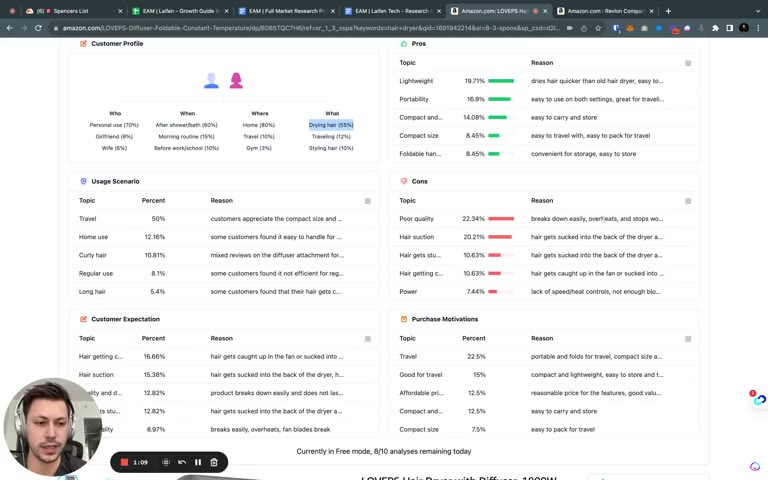 (0) | Spencers List
EAM | Laifen - Growth Guide V
EAM | Full Market Research Pr
EAM | Laifen Tech - Research
Amazon.com: LOVEPS Hair
Amazon.com : Revlon Compact
amazon.com/LOVEPS-Diffuser-Foldable-Constant-Temperature/dp/B0BSTQC7H6/ref=sr_1_3_sspa?keywords=hair+dryer&qid=1691942214&sr=8-3-spons&sp_csd=d2l...
Customer Profile
Who When Where What
Personal use (70%) After shower/bath (60%) Home (80%) Drying hair (55%)
Girlfriend (8%) Morning routine (15%) Travel (10%) Traveling (12%)
Wife (6%) Before work/school (10%) Gym (3%) Styling hair (10%)
Pros
Topic Reason
Lightweight 19.71% dries hair quicker than old hair dryer, easy to...
Portability 16.9% easy to use on both settings, great for traveli...
Compact and... 14.08% easy to carry and store
Compact size 8.45% easy to travel with, easy to pack for travel
Foldable han... 8.45% convenient for storage, easy to store
Usage Scenario
Topic Percent Reason
Travel 50% customers appreciate the compact size and ...
Home use 12.16% some customers found it easy to handle for ...
Curly hair 10.81% mixed reviews on the diffuser attachment for...
Regular use 8.1% some customers found it not efficient for reg...
Long hair 5.4% some customers found that their hair gets c...
Cons
Topic Percent Reason
Poor quality 22.34% breaks down easily, overheats, and stops wo...
Hair suction 20.21% hair gets sucked into the back of the dryer a...
Hair gets stu... 10.63% hair gets sucked into the back of the dryer a...
Hair getting c... 10.63% hair gets caught up in the fan or sucked into ...
Power 7.44% lack of speed/heat controls, not enough blo...
Customer Expectation
Topic Percent Reason
Hair getting c... 16.66% hair gets caught up in the fan or sucked into...
Hair suction 15.38% hair gets sucked into the back of the dryer, h...
ality and d... 12.82% product breaks down easily and does not las...
ets stu... 12.82% hair gets sucked into the back of the dryer a...
ality 8.97% breaks easily, overheats, fan blades break
Purchase Motivations
Topic Percent Reason
Travel 22.5% portable and folds for travel, compact size a...
Good for travel 15% compact and lightweight, easy to store and t...
Affordable pri... 12.5% reasonable price for the features, good valu...
Compact and... 12.5% easy to carry and store
Compact size 7.5% easy to pack for travel
Currently in Free mode, 8/10 analyses remaining today
1:09
LOVEPS Hair Dryer with Diffuser, 1800W